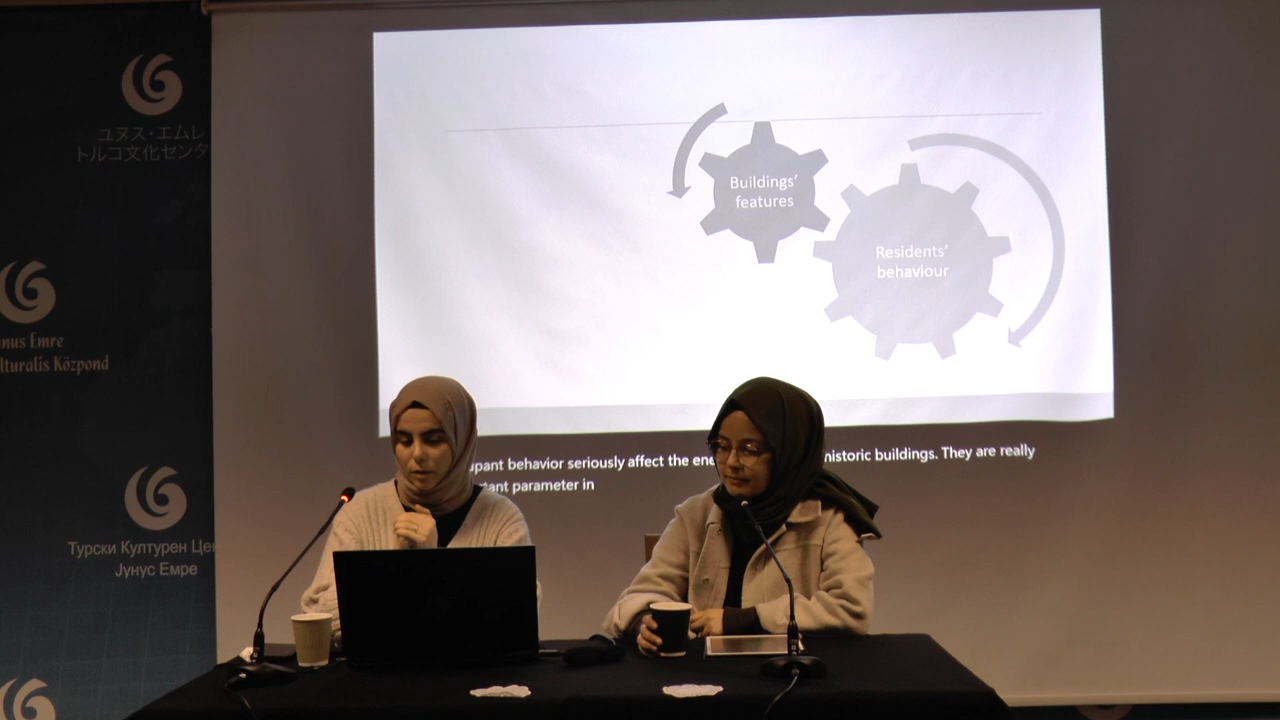 ユヌス・エムレ
トルコ文化センタ
nus Emre
lturális Központ
Турски Културен Це
Јунус Емре
Buildings'
features
Residents'
behaviour
upant behavior seriously affect the ene
historic buildings. They are really
tant parameter in